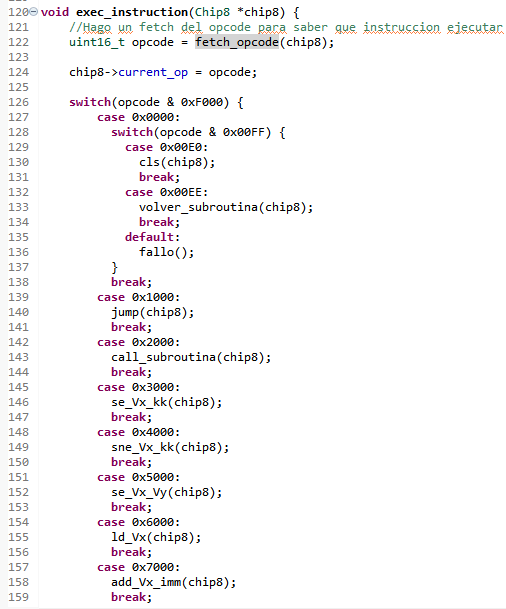 120 void exec_instruction(Chip8 *chip8) {
121 //Hago un fetch del opcode para saber que instruccion ejecutar
122 uint16_t opcode = fetch_opcode(chip8);
123
124 chip8->current_op = opcode;
125
126 switch(opcode & 0xF000) {
127 case 0x0000:
128 switch(opcode & 0x00FF) {
129 case 0x00E0:
130 cls(chip8);
131 break;
132 case 0x00EE:
133 volver_subroutina(chip8);
134 break;
135 default:
136 fallo();
137 }
138 break;
139 case 0x1000:
140 jump(chip8);
141 break;
142 case 0x2000:
143 call_subroutina(chip8);
144 break;
145 case 0x3000:
146 se_Vx_kk(chip8);
147 break;
148 case 0x4000:
149 sne_Vx_kk(chip8);
150 break;
151 case 0x5000:
152 se_Vx_Vy(chip8);
153 break;
154 case 0x6000:
155 ld_Vx(chip8);
156 break;
157 case 0x7000:
158 add_Vx_imm(chip8);
159 break;